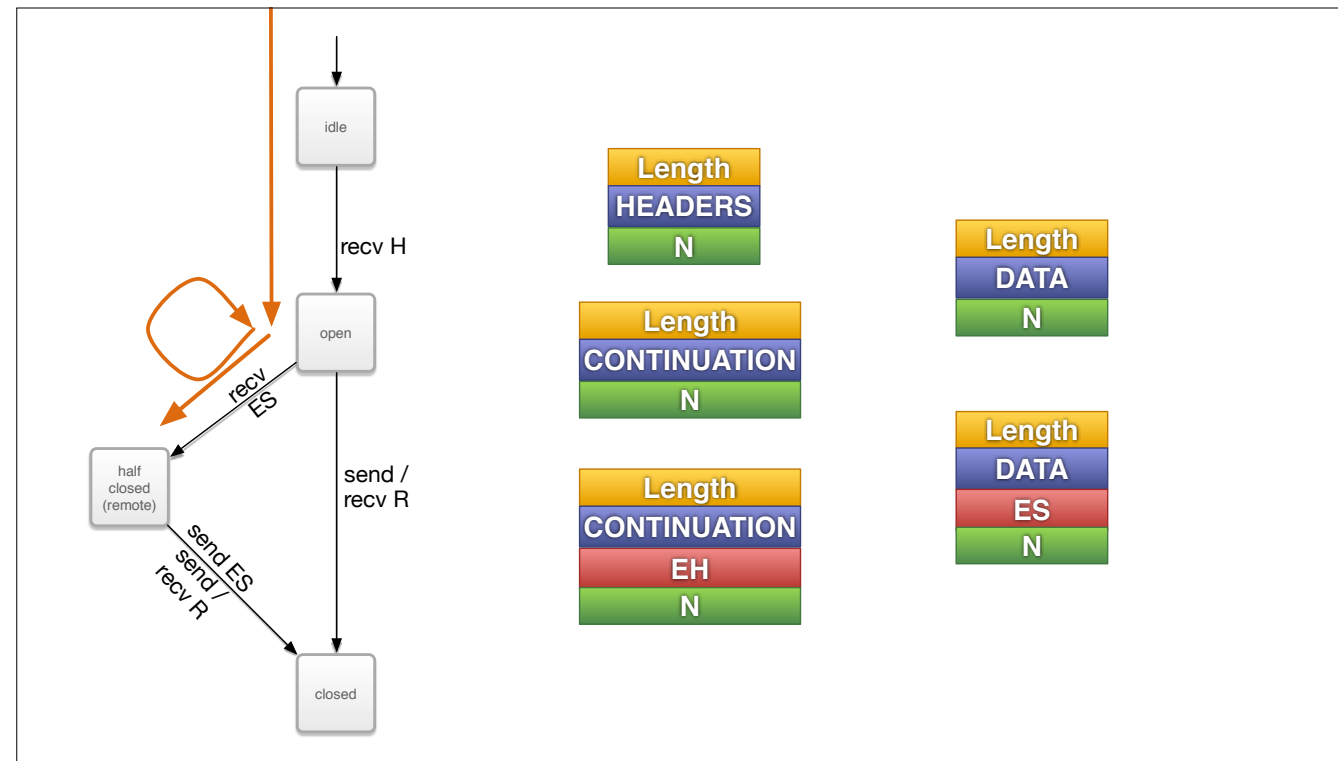 idle
recv H
open
recv
ES
send /
recv R
half
closed
(remote)
send ES
send /
recv R
closed
Length
HEADERS
N
Length
CONTINUATION
N
Length
CONTINUATION
EH
N
Length
DATA
N
Length
DATA
ES
N